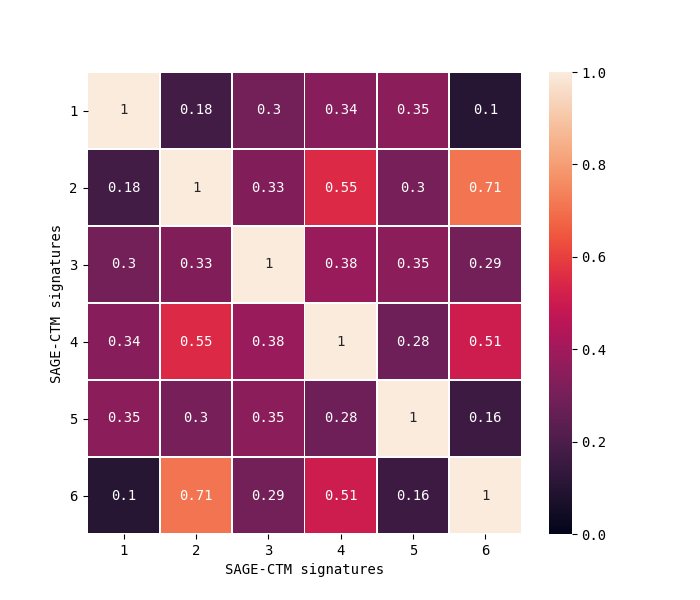 1 1 0.18 0.3 0.34 0.35 0.1
2 0.18 1 0.33 0.55 0.3 0.71
3 0.3 0.33 1 0.38 0.35 0.29
4 0.34 0.55 0.38 1 0.28 0.51
5 0.35 0.3 0.35 0.28 1 0.16
6 0.1 0.71 0.29 0.51 0.16 1
1 2 3 4 5 6
SAGE-CTM signatures
SAGE-CTM signatures
1.0
0.8
0.6
0.4
0.2
0.0